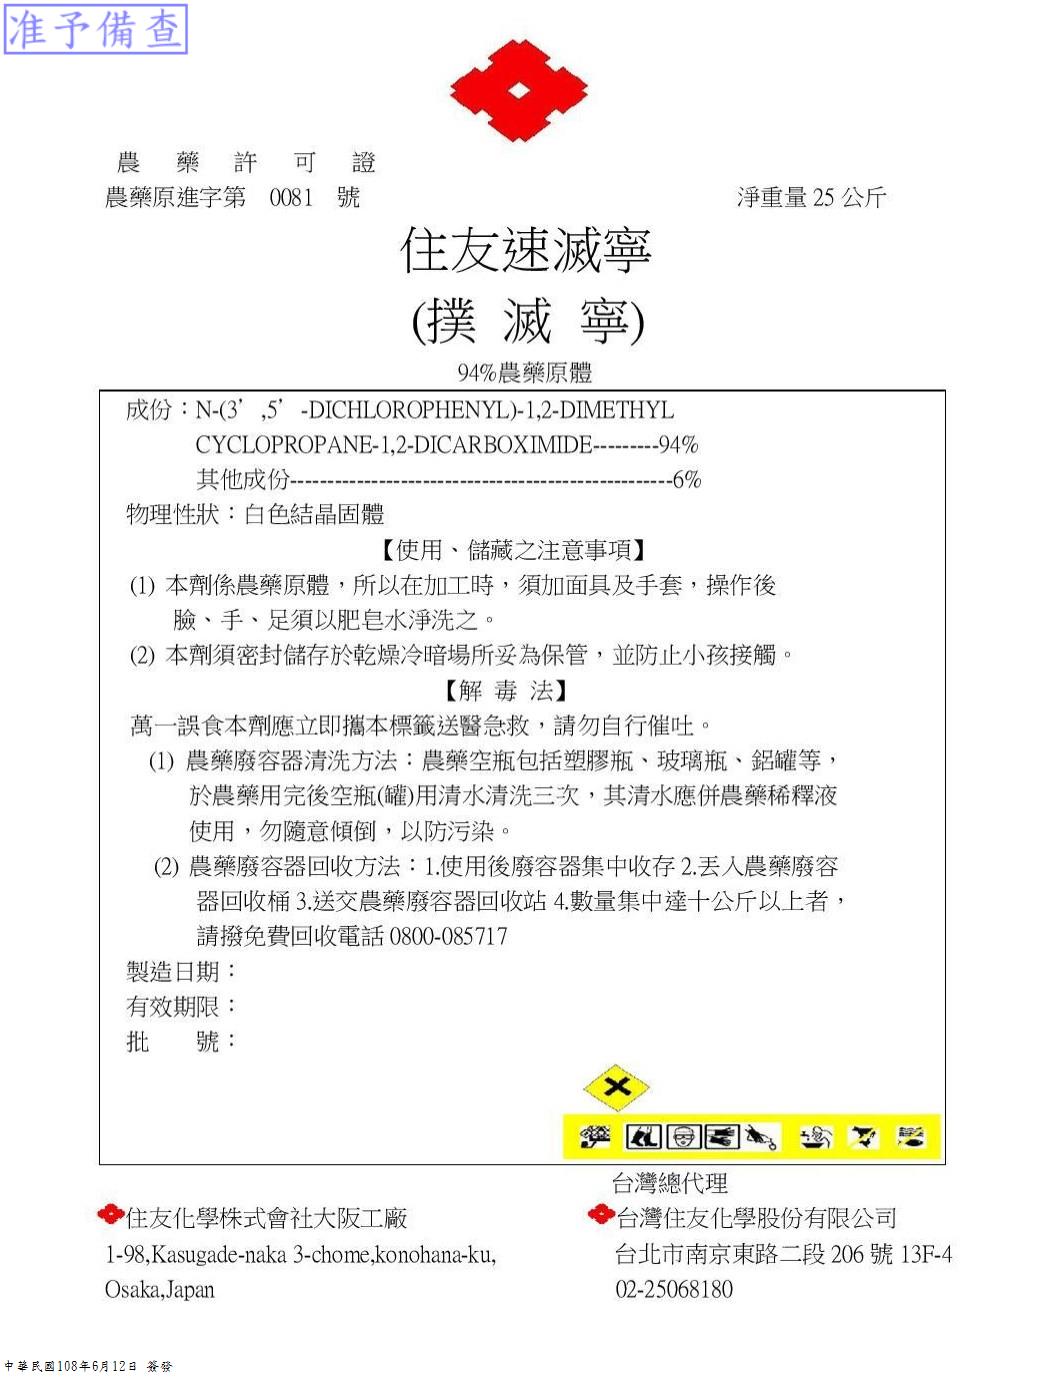 准予備查
農藥許可證
農藥原進字第 0081 號
淨重量 25 公斤
住友速滅寧
(撲 滅 寧)
94%農藥原體
成份：N-(3’,5’-DICHLOROPHENYL)-1,2-DIMETHYL
CYCLOPROPANE-1,2-DICARBOXIMIDE---------94%
其他成份----------------------------------------------------6%
物理性狀：白色結晶固體
【使用、儲藏之注意事項】
(1) 本劑係農藥原體，所以在加工時，須加面具及手套，操作後
臉、手、足須以肥皂水淨洗之。
(2) 本劑須密封儲存於乾燥冷暗場所妥為保管，並防止小孩接觸。
【解 毒 法】
萬一誤食本劑應立即攜本標籤送醫急救，請勿自行催吐。
(1) 農藥廢容器清洗方法：農藥空瓶包括塑膠瓶、玻璃瓶、鋁罐等，
於農藥用完後空瓶(罐)用清水清洗三次，其清水應併農藥稀釋液
使用，勿隨意傾倒，以防污染。
(2) 農藥廢容器回收方法：1.使用後廢容器集中收存 2.丟入農藥廢容
器回收桶 3.送交農藥廢容器回收站 4.數量集中達十公斤以上者，
請撥免費回收電話 0800-085717
製造日期：
有效期限：
批　　號：
台灣總代理
住友化學株式會社大阪工廠
1-98,Kasugade-naka 3-chome,konohana-ku,
Osaka,Japan
台灣住友化學股份有限公司
台北市南京東路二段 206 號 13F-4
02-25068180
中華民國108年6月12日 簽發